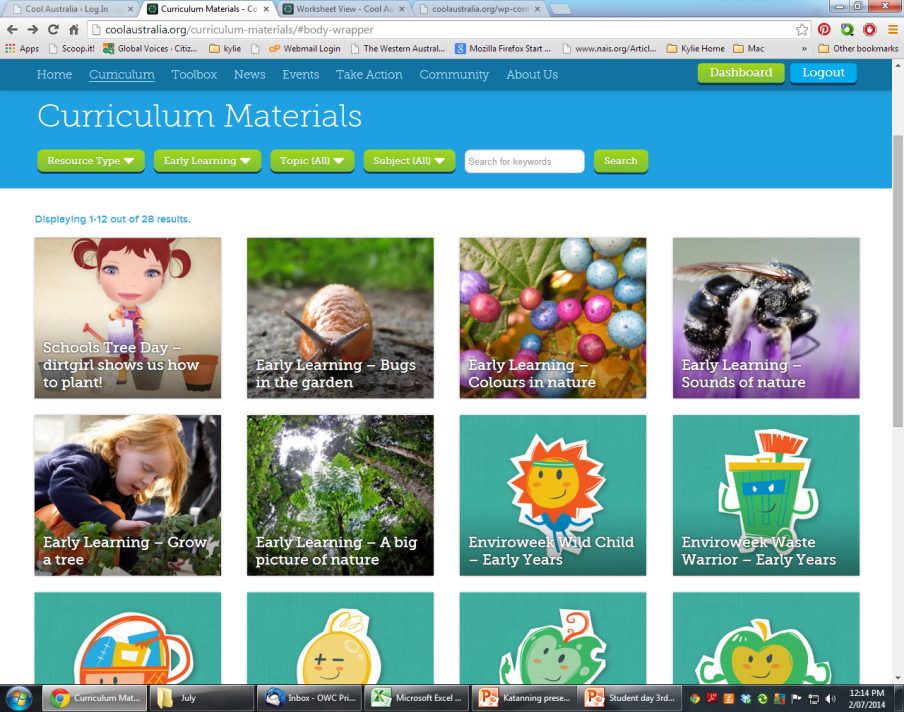 Cool Australia › Log In
Curriculum Materials - Co
Worksheet View - Cool Au
coolaustralia.org/wp-cont
coolaustralia.org/curriculum-materials/#body-wrapper
Apps Scoop.it! Global Voices - Citiz... kylie Webmail Login The Western Austral... Mozilla Firefox Start ... www.nais.org/Articl... Kylie Home Mac » Other bookmarks
Home Curriculum Toolbox News Events Take Action Community About Us Dashboard Logout
Curriculum Materials
Resource Type Early Learning Topic (All) Subject (All) Search for keywords Search
Displaying 1-12 out of 28 results.
Schools Tree Day –
dirtgirl shows us how
to plant!
Early Learning – Bugs
in the garden
Early Learning –
Colours in nature
Early Learning –
Sounds of nature
Early Learning – Grow
a tree
Early Learning – A big
picture of nature
Enviroweek Wild Child
– Early Years
Enviroweek Waste
Warrior – Early Years
Curriculum Mat... July Inbox - OWC Pri... Microsoft Excel ... Katanning prese... Student day 3rd... 12:14 PM
2/07/2014